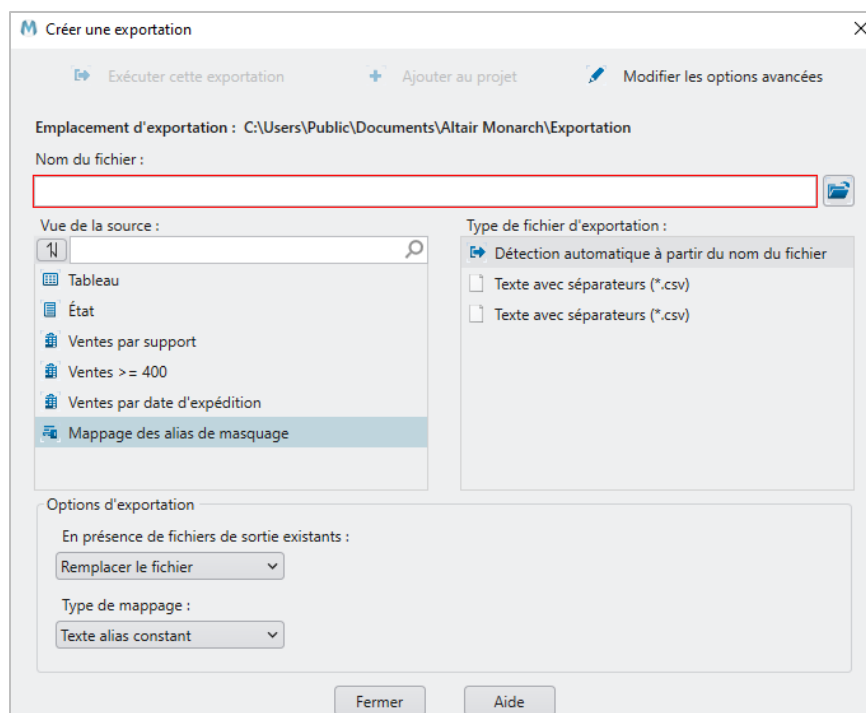 Créer une exportation
Exécuter cette exportation Ajouter au projet Modifier les options avancées
Emplacement d'exportation : C:\Users\Public\Documents\Altair Monarch\Exportation
Nom du fichier :
Vue de la source :
Tableau
État
Ventes par support
Ventes >= 400
Ventes par date d'expédition
Mappage des alias de masquage
Type de fichier d'exportation :
Détection automatique à partir du nom du fichier
Texte avec séparateurs (*.csv)
Texte avec séparateurs (*.csv)
Options d'exportation
En présence de fichiers de sortie existants :
Remplacer le fichier
Type de mappage :
Texte alias constant
Fermer Aide